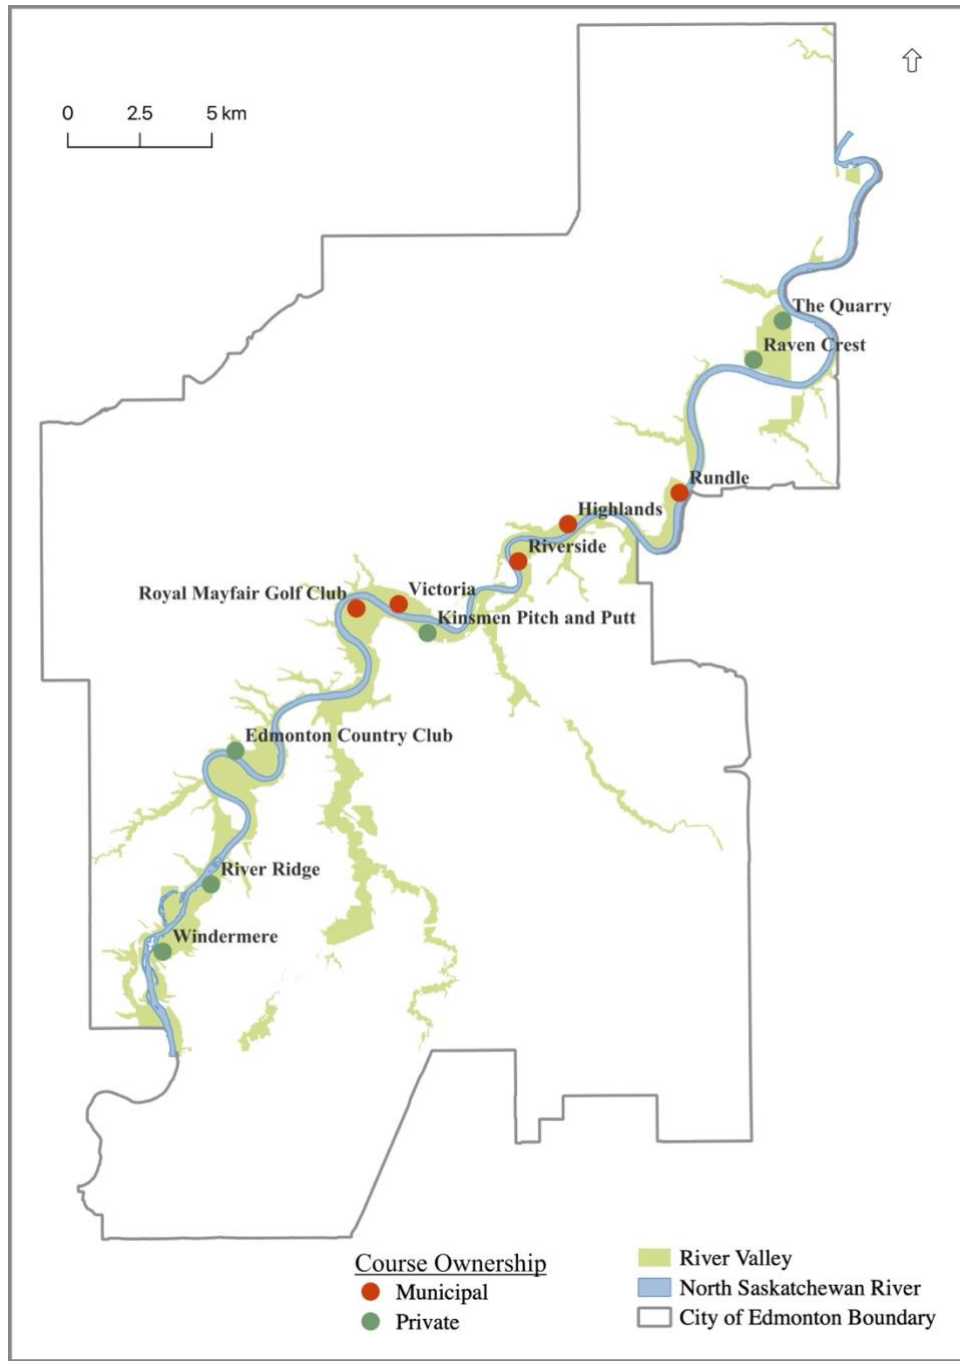 0 2.5 5 km
The Quarry
Raven Crest
Rundle
Highlands
Riverside
Royal Mayfair Golf Club
Victoria
Kinsmen Pitch and Putt
Edmonton Country Club
River Ridge
Windermere
Course Ownership
Municipal
Private
River Valley
North Saskatchewan River
City of Edmonton Boundary